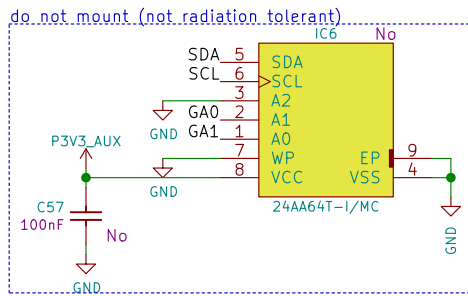 do not mount (not radiation tolerant)
IC6
No
SDA
5
SDA
SCL
6
SCL
3
A2
GND
GA0
2
A1
GA1
1
A0
P3V3_AUX
7
WP
EP
9
GND
8
VCC
VSS
4
C57
100nF
No
24AA64T-I/MC
GND
GND